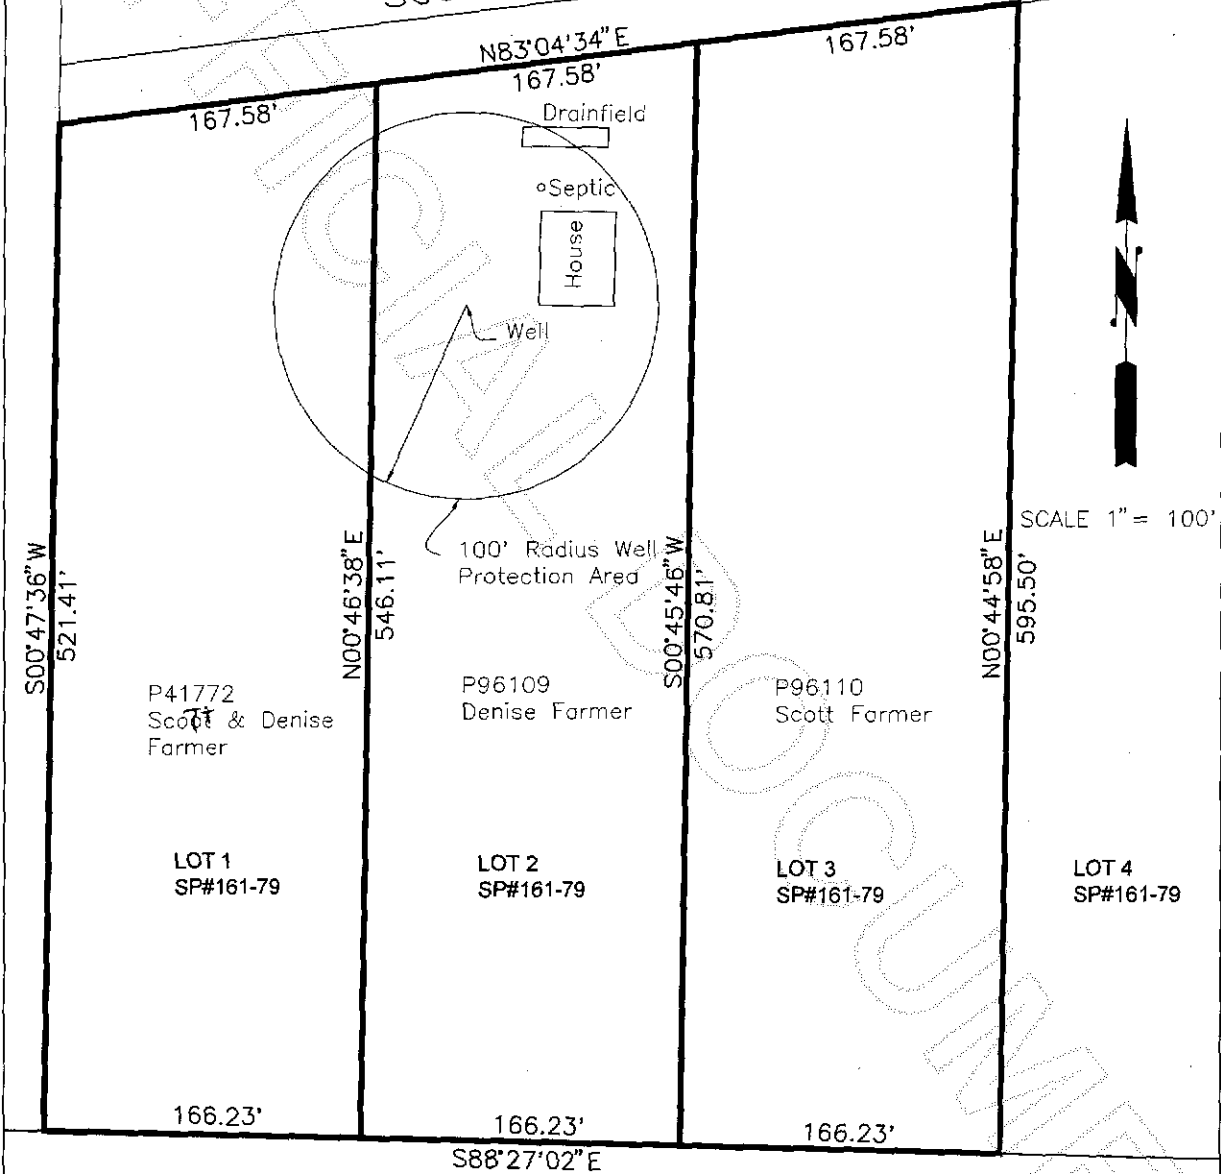 N83°04'34"E
167.58'
167.58'
167.58'
Drainfield
Septic
House
Well
100' Radius Well
Protection Area
N
SCALE 1" = 100'
S00°47'36"W
521.41'
N00°46'38"E
546.11'
S00°45'46"W
570.81'
N00°44'58"E
595.50'
P41772
Scott & Denise
Farmer
P96109
Denise Farmer
P96110
Scott Farmer
LOT 1
SP#161-79
LOT 2
SP#161-79
LOT 3
SP#161-79
LOT 4
SP#161-79
166.23'
166.23'
166.23'
S88°27'02"E